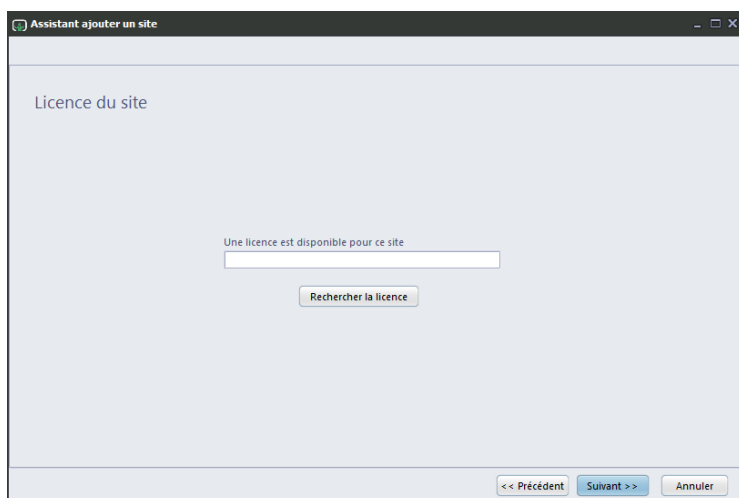 Assistant ajouter un site
Licence du site
Une licence est disponible pour ce site
Rechercher la licence
<< Précédent
Suivant >>
Annuler